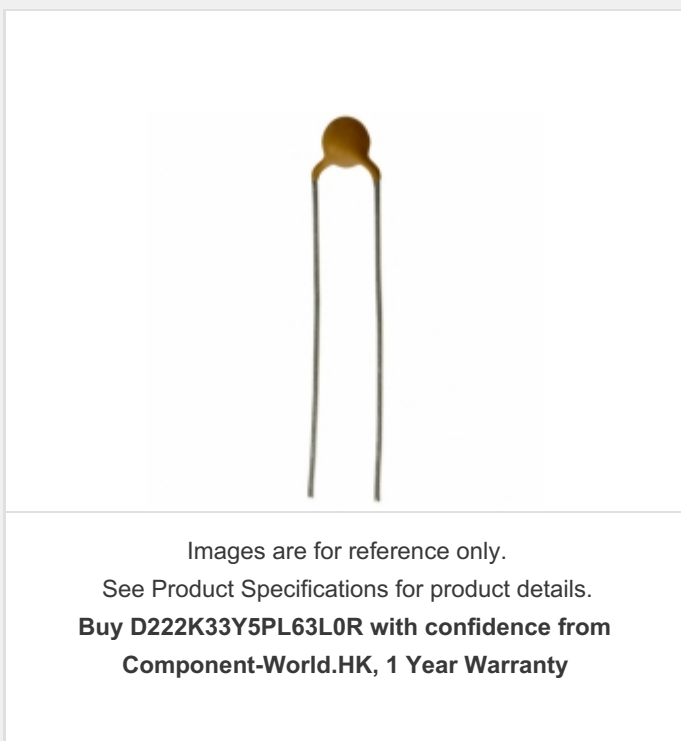 Images are for reference only.
See Product Specifications for product details.
Buy D222K33Y5PL63L0R with confidence from
Component-World.HK, 1 Year Warranty